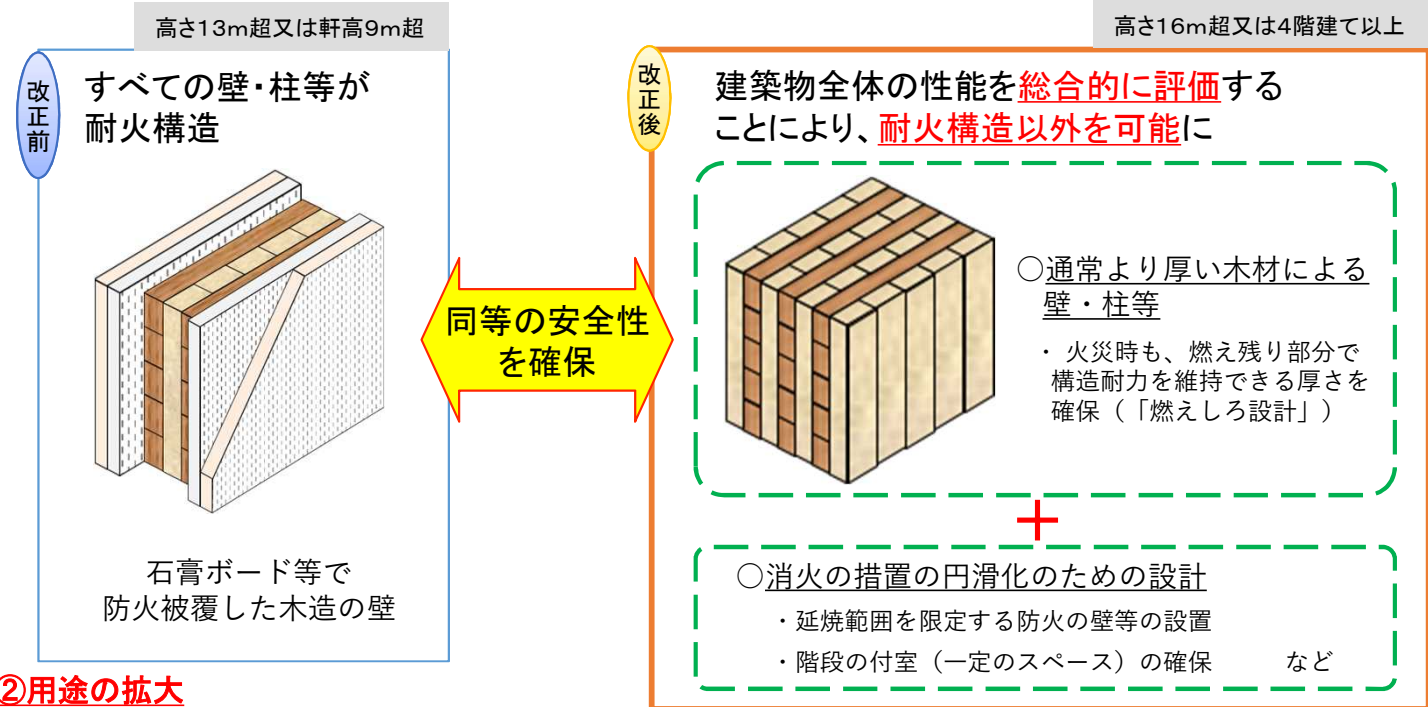 高さ13m超又は軒高9m超
改正前
すべての壁・柱等が
耐火構造
石膏ボード等で
防火被覆した木造の壁
同等の安全性
を確保
高さ16m超又は4階建て以上
改正後
建築物全体の性能を総合的に評価する
ことにより、耐火構造以外を可能に
○通常より厚い木材による
壁・柱等
・ 火災時も、燃え残り部分で
構造耐力を維持できる厚さを
確保(「燃えしろ設計」)
+
○消火の措置の円滑化のための設計
・延焼範囲を限定する防火の壁等の設置
・階段の付室(一定のスペース)の確保 など
②用途の拡大